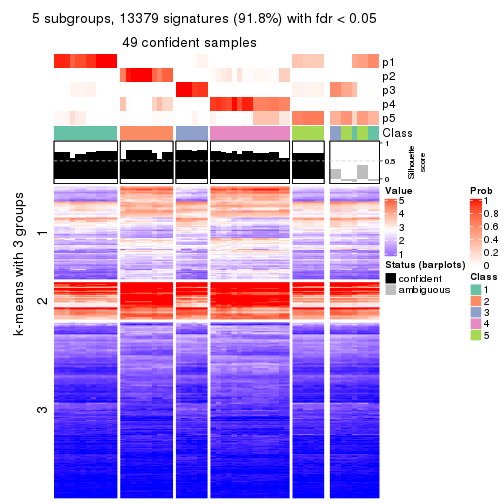 5 subgroups, 13379 signatures (91.8%) with fdr < 0.05
49 confident samples
p1
p2
p3
p4
p5
Class
1
0.5
0
Silhouette
score
k-means with 3 groups
1
2
3
Value
5
4
3
2
1
Status (barplots)
confident
ambiguous
Prob
1
0.8
0.6
0.4
0.2
0
Class
1
2
3
4
5